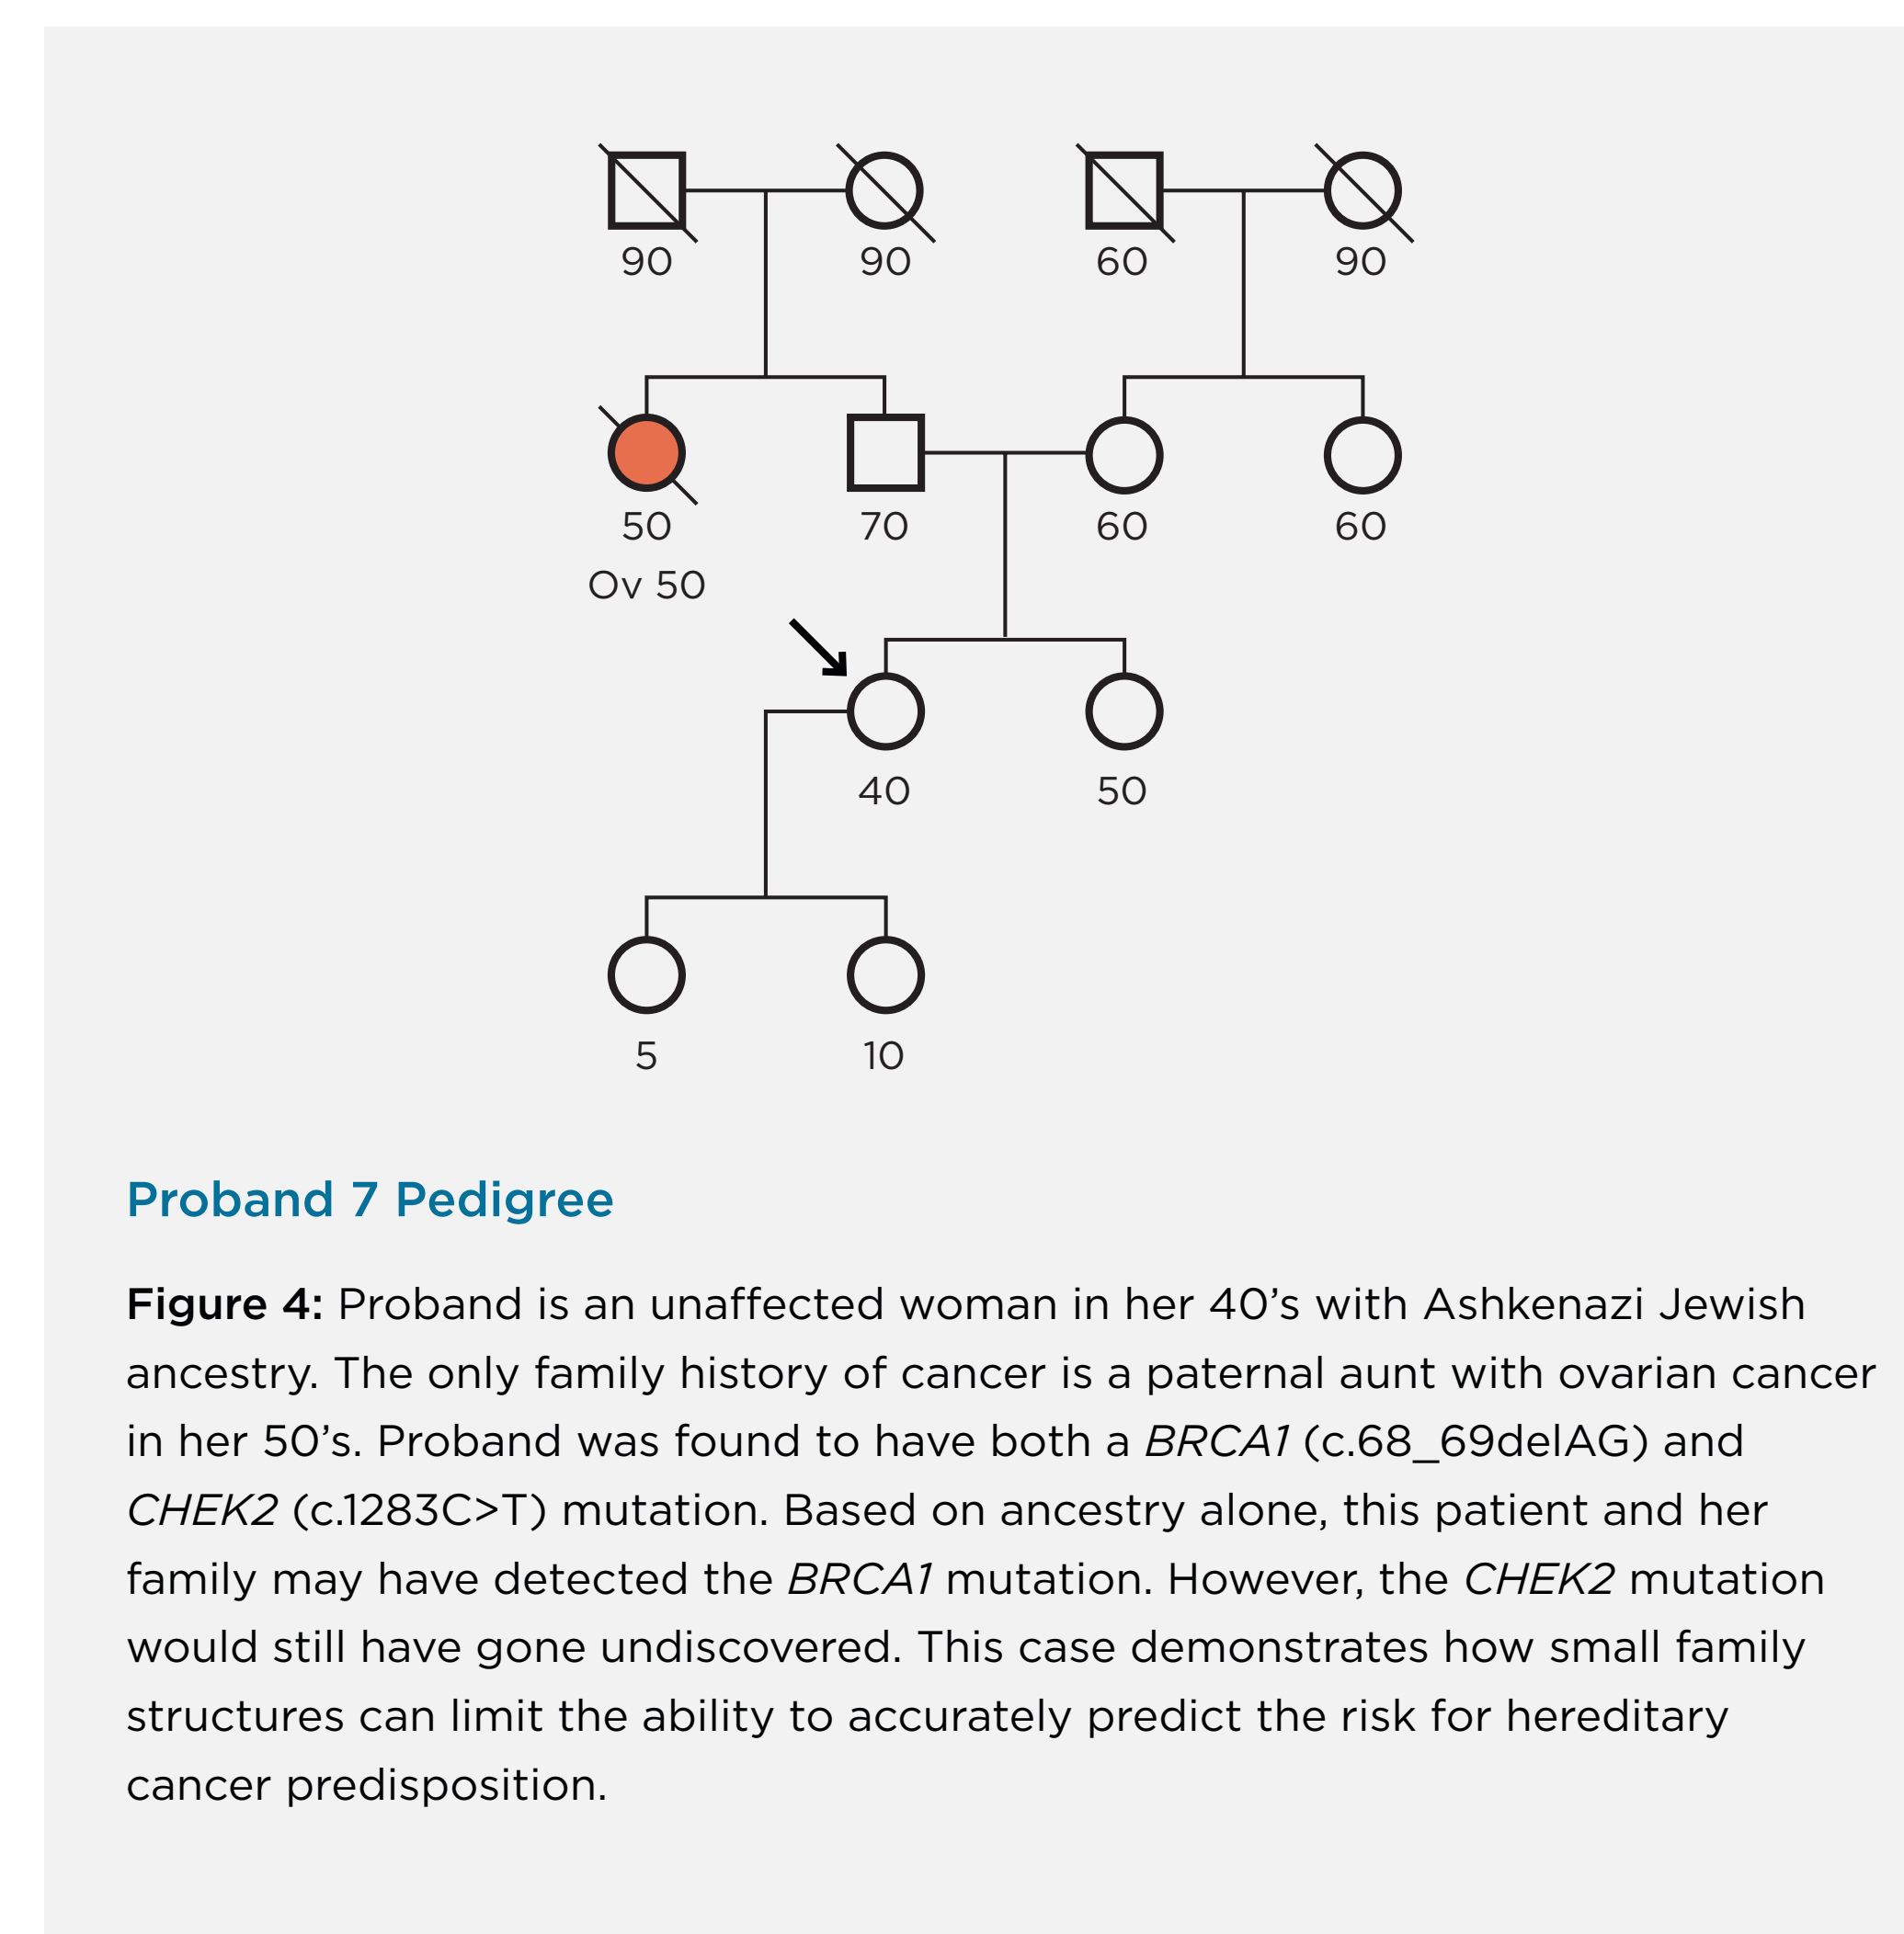 90 90 60 90
50 70 60 60
Ov 50
40 50
5 10
Proband 7 Pedigree
Figure 4: Proband is an unaffected woman in her 40’s with Ashkenazi Jewish
ancestry. The only family history of cancer is a paternal aunt with ovarian cancer
in her 50’s. Proband was found to have both a BRCA1 (c.68_69delAG) and
CHEK2 (c.1283C>T) mutation. Based on ancestry alone, this patient and her
family may have detected the BRCA1 mutation. However, the CHEK2 mutation
would still have gone undiscovered. This case demonstrates how small family
structures can limit the ability to accurately predict the risk for hereditary
cancer predisposition.